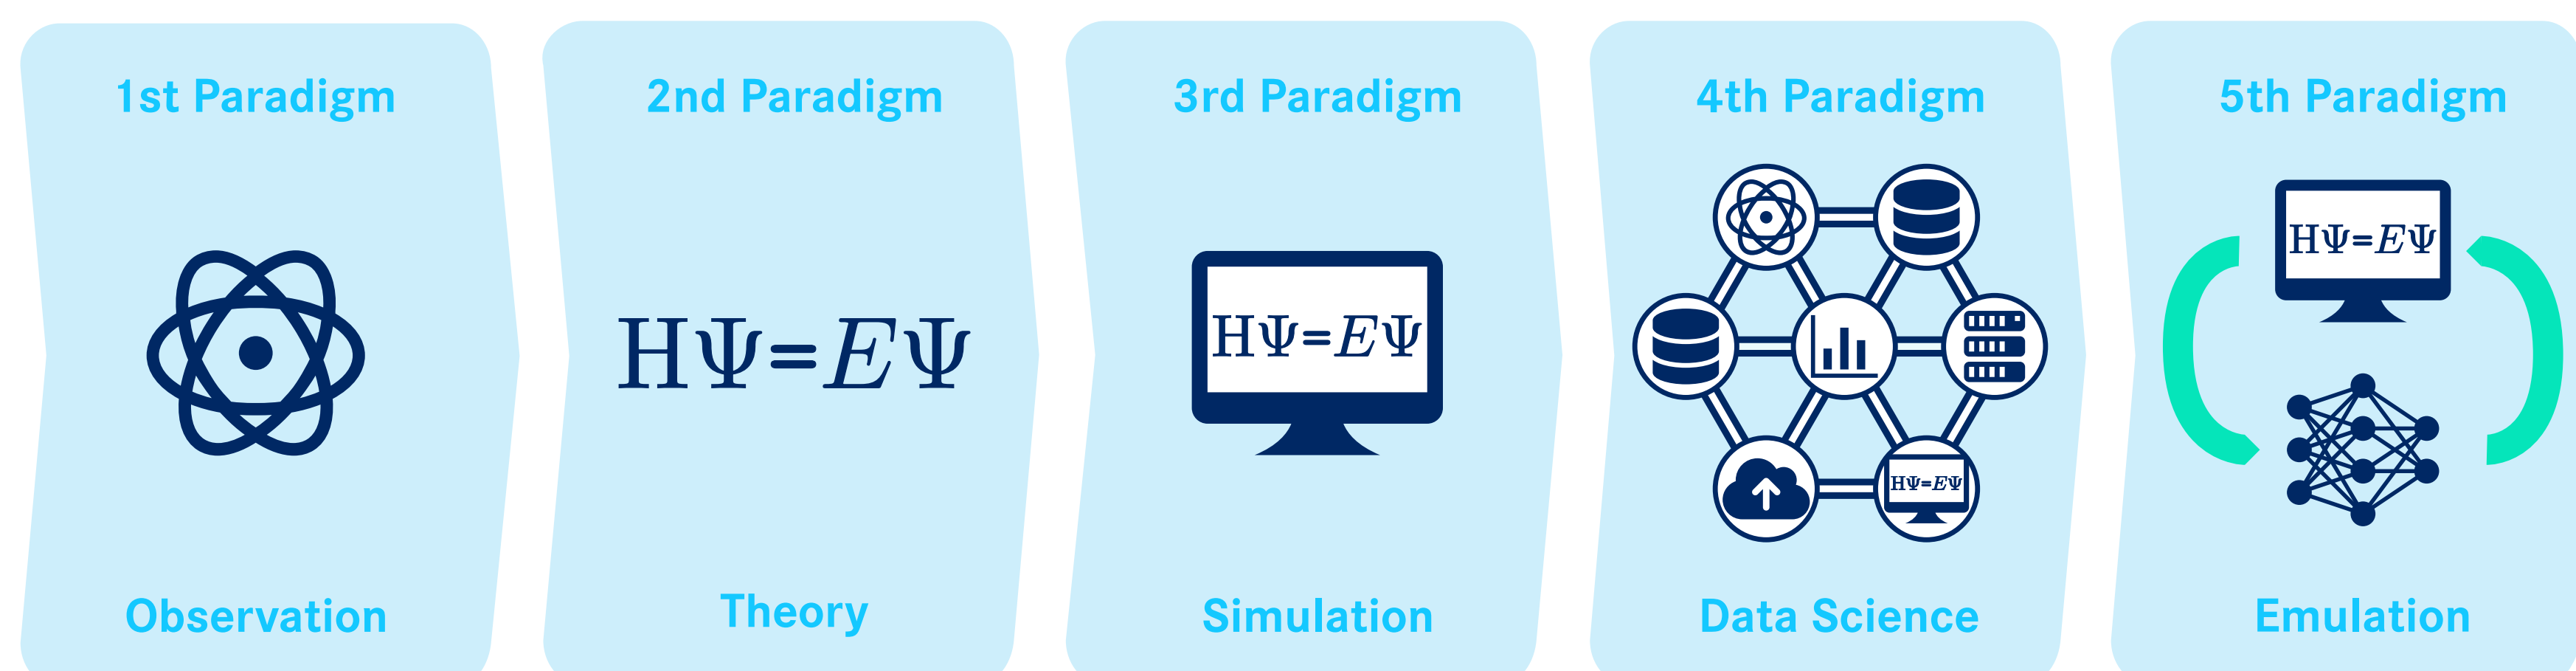 1st Paradigm
Observation
2nd Paradigm
HΨ=EΨ
Theory
3rd Paradigm
HΨ=EΨ
Simulation
4th Paradigm
HΨ=EΨ
Data Science
5th Paradigm
HΨ=EΨ
Emulation